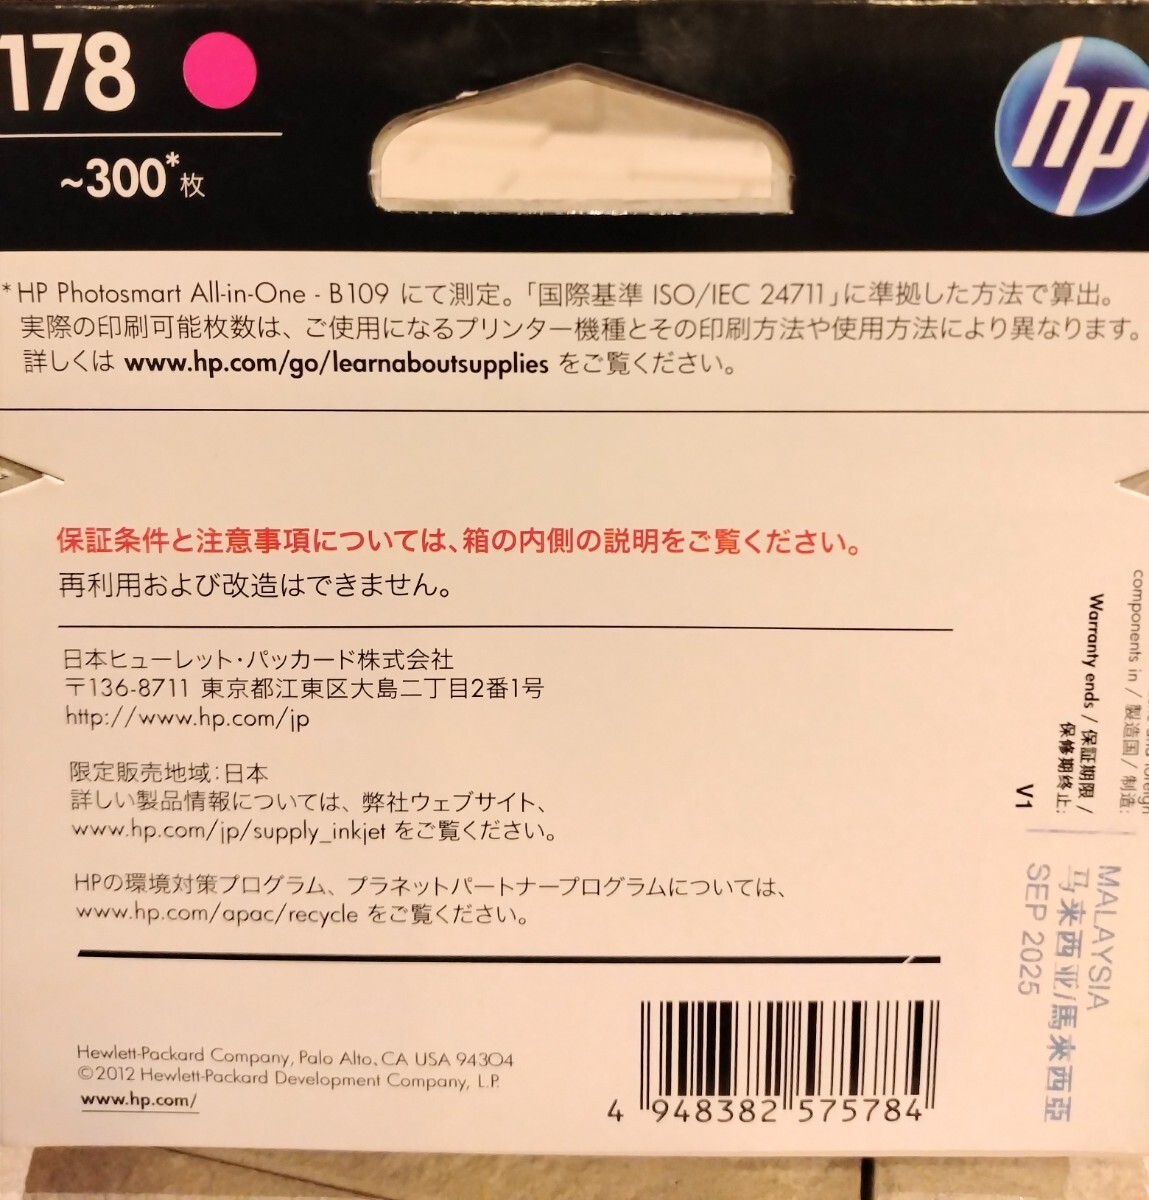 178
~300*枚
hp
*HP Photosmart All-in-One - B109 にて測定。「国際基準 ISO/IEC 24711」に準拠した方法で算出。
実際の印刷可能枚数は、ご使用になるプリンター機種とその印刷方法や使用方法により異なります。
詳しくは www.hp.com/go/learnaboutsupplies をご覧ください。
保証条件と注意事項については、箱の内側の説明をご覧ください。
再利用および改造はできません。
日本ヒューレット・パッカード株式会社
〒136-8711 東京都江東区大島二丁目2番1号
http://www.hp.com/jp
限定販売地域:日本
詳しい製品情報については、弊社ウェブサイト、
www.hp.com/jp/supply_inkjet をご覧ください。
HPの環境対策プログラム、プラネットパートナープログラムについては、
www.hp.com/apac/recycle をご覧ください。
Hewlett-Packard Company, Palo Alto, CA USA 94304
©2012 Hewlett-Packard Development Company, L.P.
www.hp.com/
4 948382 575784
components in / 製造国 / 制造:
Warranty ends / 保証期限 /
保修期终止:
V1
MALAYSIA
马来西亚/馬來西亞
SEP 2025